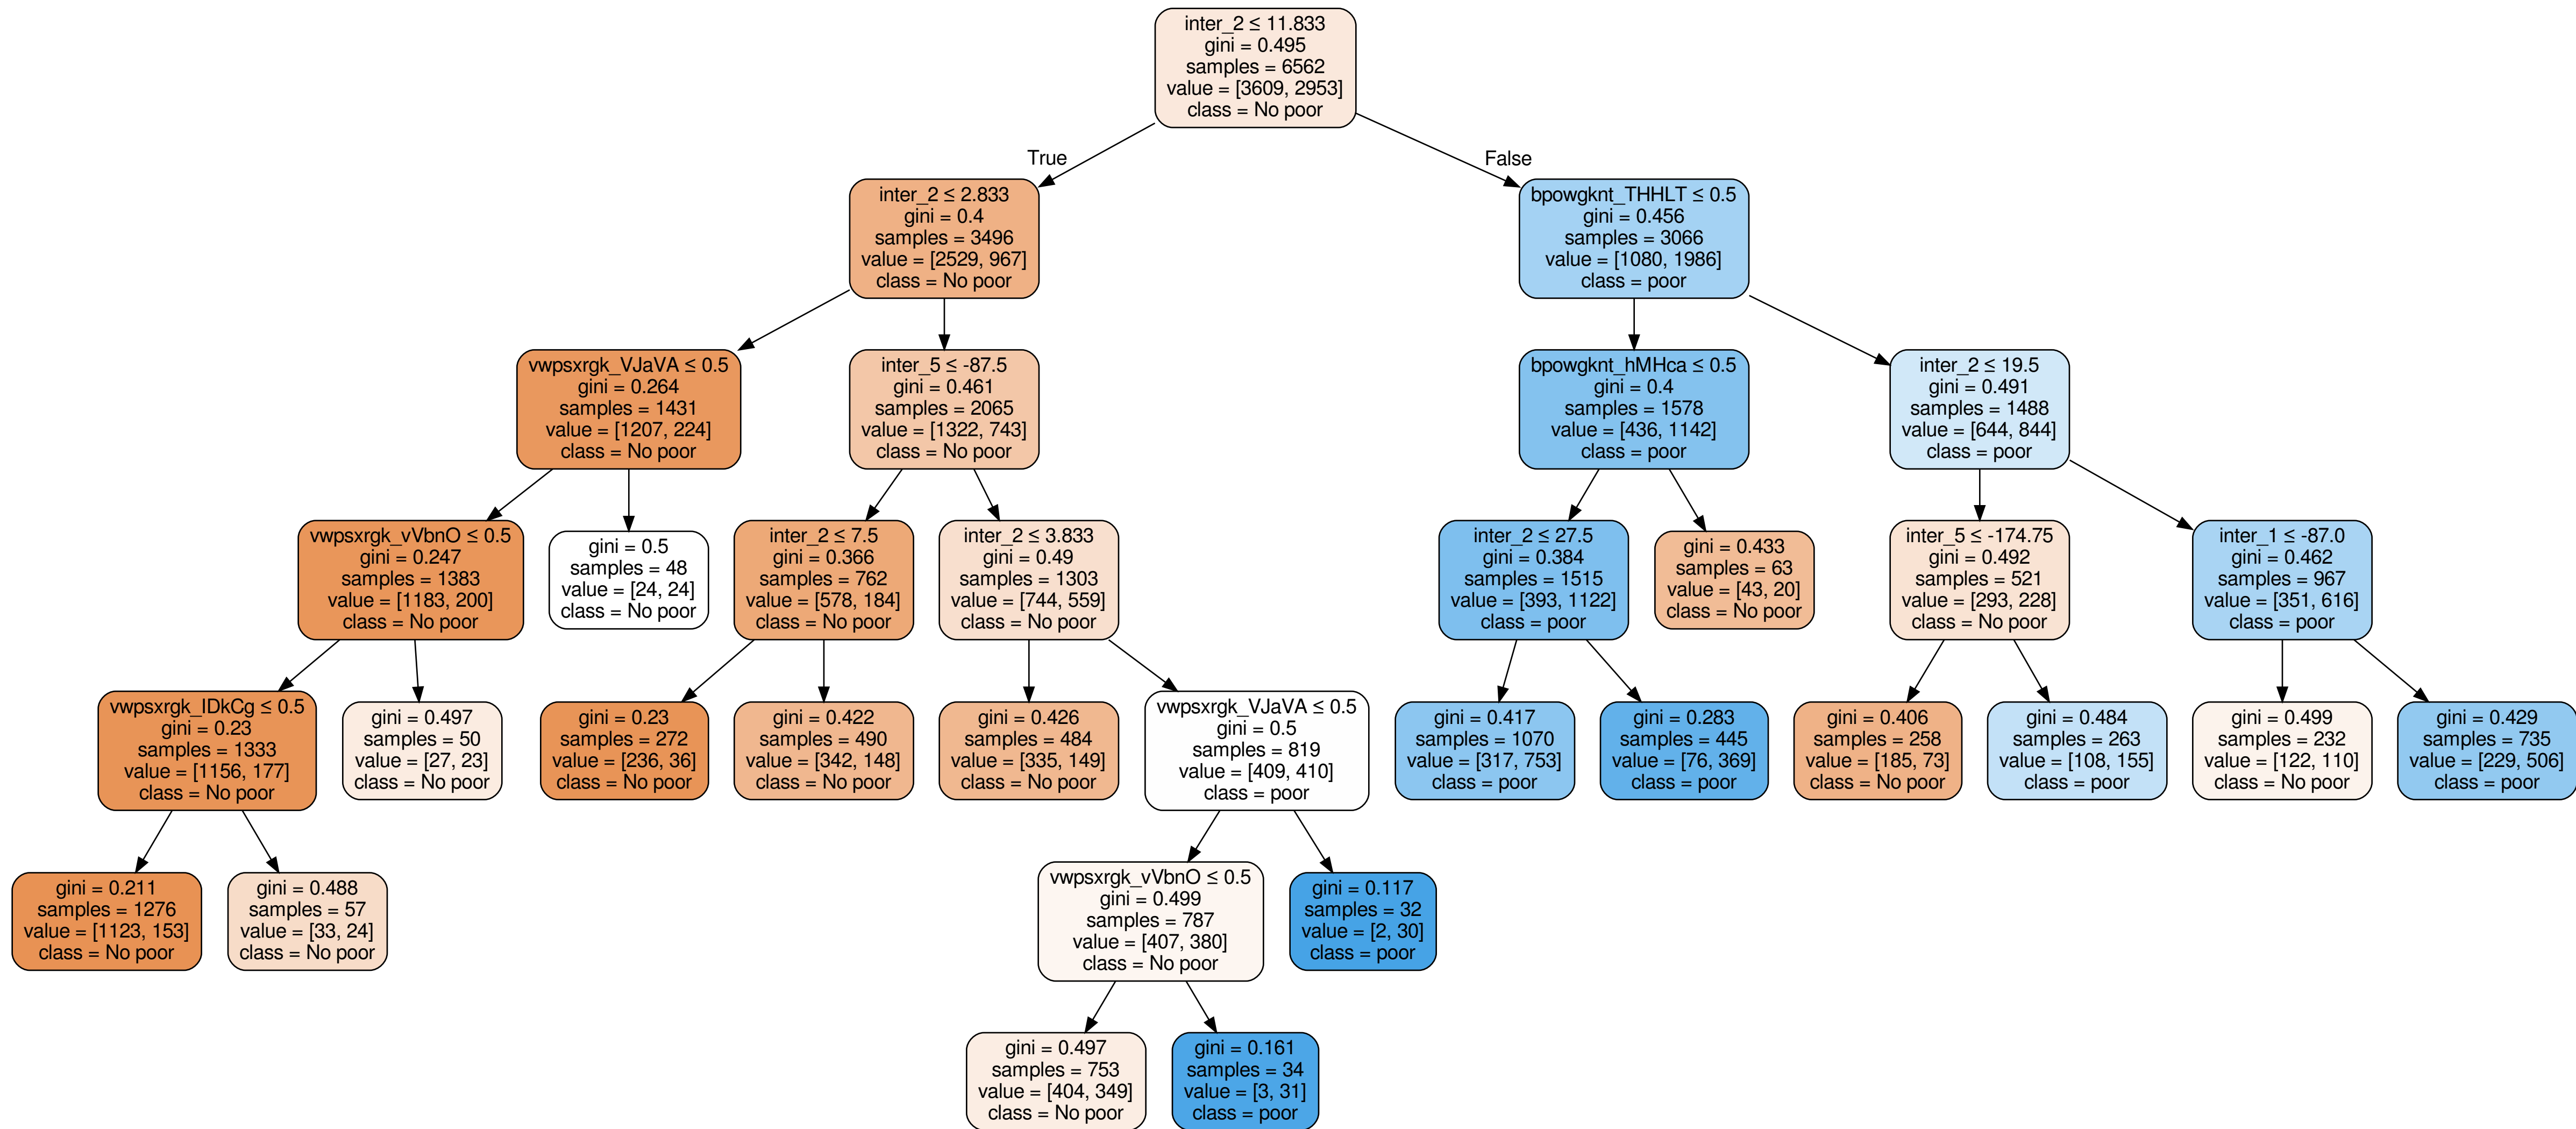 inter_2 ≤ 11.833
gini = 0.495
samples = 6562
value = [3609, 2953]
class = No poor
True
False
inter_2 ≤ 2.833
gini = 0.4
samples = 3496
value = [2529, 967]
class = No poor
bpowgknt_THHLT ≤ 0.5
gini = 0.456
samples = 3066
value = [1080, 1986]
class = poor
vwpsxrgk_VJaVA ≤ 0.5
gini = 0.264
samples = 1431
value = [1207, 224]
class = No poor
inter_5 ≤ -87.5
gini = 0.461
samples = 2065
value = [1322, 743]
class = No poor
bpowgknt_hMHca ≤ 0.5
gini = 0.4
samples = 1578
value = [436, 1142]
class = poor
inter_2 ≤ 19.5
gini = 0.491
samples = 1488
value = [644, 844]
class = poor
vwpsxrgk_vVbnO ≤ 0.5
gini = 0.247
samples = 1383
value = [1183, 200]
class = No poor
gini = 0.5
samples = 48
value = [24, 24]
class = No poor
inter_2 ≤ 7.5
gini = 0.366
samples = 762
value = [578, 184]
class = No poor
inter_2 ≤ 3.833
gini = 0.49
samples = 1303
value = [744, 559]
class = No poor
inter_2 ≤ 27.5
gini = 0.384
samples = 1515
value = [393, 1122]
class = poor
gini = 0.433
samples = 63
value = [43, 20]
class = No poor
inter_5 ≤ -174.75
gini = 0.492
samples = 521
value = [293, 228]
class = No poor
inter_1 ≤ -87.0
gini = 0.462
samples = 967
value = [351, 616]
class = poor
vwpsxrgk_IDkCg ≤ 0.5
gini = 0.23
samples = 1333
value = [1156, 177]
class = No poor
gini = 0.497
samples = 50
value = [27, 23]
class = No poor
gini = 0.23
samples = 272
value = [236, 36]
class = No poor
gini = 0.422
samples = 490
value = [342, 148]
class = No poor
gini = 0.426
samples = 484
value = [335, 149]
class = No poor
vwpsxrgk_VJaVA ≤ 0.5
gini = 0.5
samples = 819
value = [409, 410]
class = poor
gini = 0.417
samples = 1070
value = [317, 753]
class = poor
gini = 0.283
samples = 445
value = [76, 369]
class = poor
gini = 0.406
samples = 258
value = [185, 73]
class = No poor
gini = 0.484
samples = 263
value = [108, 155]
class = poor
gini = 0.499
samples = 232
value = [122, 110]
class = No poor
gini = 0.429
samples = 735
value = [229, 506]
class = poor
gini = 0.211
samples = 1276
value = [1123, 153]
class = No poor
gini = 0.488
samples = 57
value = [33, 24]
class = No poor
vwpsxrgk_vVbnO ≤ 0.5
gini = 0.499
samples = 787
value = [407, 380]
class = No poor
gini = 0.117
samples = 32
value = [2, 30]
class = poor
gini = 0.497
samples = 753
value = [404, 349]
class = No poor
gini = 0.161
samples = 34
value = [3, 31]
class = poor